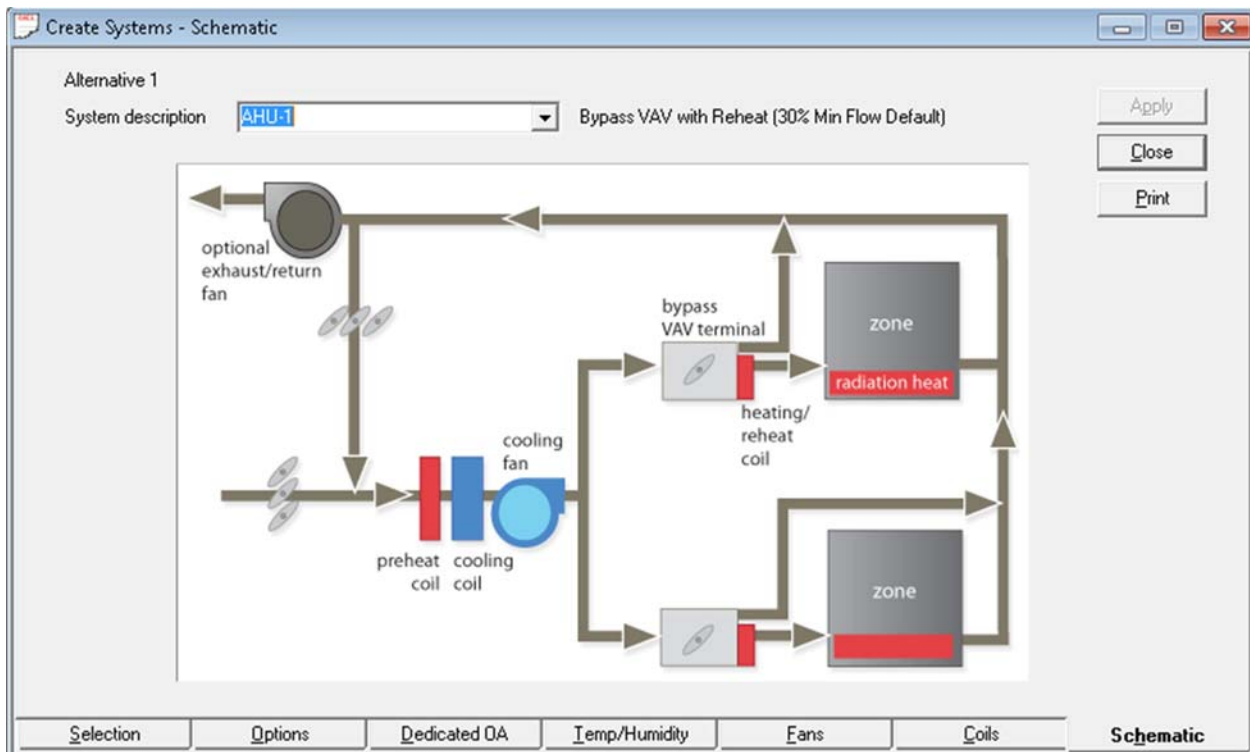 Create Systems - Schematic
Alternative 1
System description
AHU-1
Bypass VAV with Reheat (30% Min Flow Default)
Apply
Close
Print
optional
exhaust/return
fan
bypass
VAV terminal
zone
radiation heat
heating/
reheat
coil
cooling
fan
preheat
coil
cooling
coil
zone
Selection
Options
Dedicated OA
Temp/Humidity
Fans
Coils
Schematic